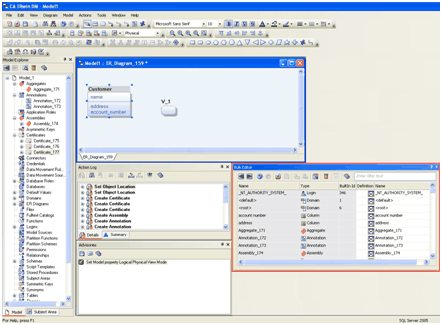 CA ERwin DM - Model1
File Edit View Diagram Model Actions Tools Window Help
Microsoft Sans Serif
10
Physical
Model Explorer
Model_1
Aggregates
Aggregate_171
Annotations
Annotation_172
Annotation_173
Application Roles
Assemblies
Assembly_174
Asymmetric Keys
Certificates
Certificate_175
Certificate_176
Certificate_177
Connectors
Credentials
Data Movement Rul
Data Movement Sour
Database Roles
Databases
Default Values
Domains
ER Diagrams
Files
Fulltext Catalogs
Functions
Logins
Model Sources
Partition Functions
Partition Schemes
Permissions
Relationships
Schemas
Script Templates
Stored Procedures
Subject Areas
Symmetric Keys
Synonyms
Tables
Model
Subject Area
Model1 : ER_Diagram_159 *
Customer
name
address
account_number
V_1
ER_Diagram_159
Action Log
Set Object Location
Set Object Location
Create Certificate
Create Certificate
Create Certificate
Create Assembly
Create Annotation
Create Annotation
Details
Summary
Advisories
Set Model property Logical/Physical View Mode
Bulk Editor
Enter filter text
Name Type Built-In Id Definition Name
_NT_AUTHORITY_SYSTEM_ Login 346 _NT_AUTHORITY_SYSTEM_
<default> Domain 1 <default>
<root> Domain 6 <root>
account number Column account number
address Column address
Aggregate_171 Aggregate Aggregate_171
Annotation_172 Annotation Annotation_172
Annotation_173 Annotation Annotation_173
Assembly_174 Assembly Assembly_174
For Help, press F1
SQL Server 2005